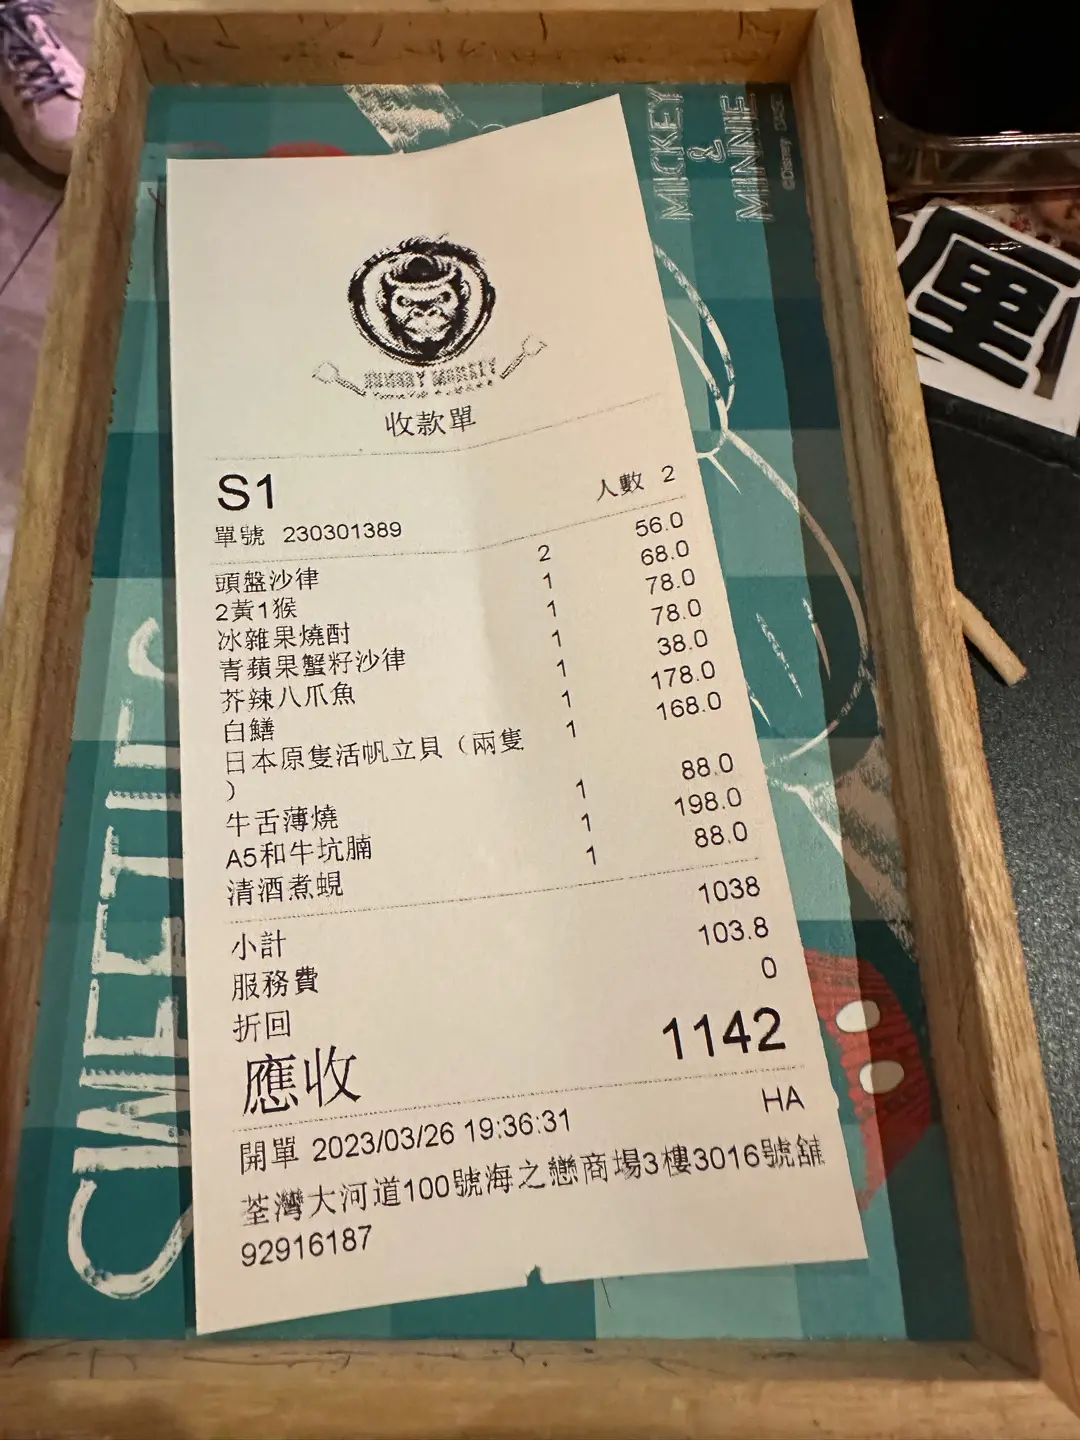 MICKEY
&
MINNIE
©Disney
HUNGRY MONKEY
收款單
S1
人數 2
單號 230301389
頭盤沙律 2 56.0
2黃1猴 1 68.0
冰雜果燒酎 1 78.0
青蘋果蟹籽沙律 1 78.0
芥辣八爪魚 1 38.0
白鱔 1 178.0
日本原隻活帆立貝（兩隻 1 168.0
）
牛舌薄燒 1 88.0
A5和牛坑腩 1 198.0
清酒煮蜆 1 88.0
小計 1038
服務費 103.8
折回 0
應收 1142
開單 2023/03/26 19:36:31 HA
荃灣大河道100號海之戀商場3樓3016號舖
92916187
SWEETIE